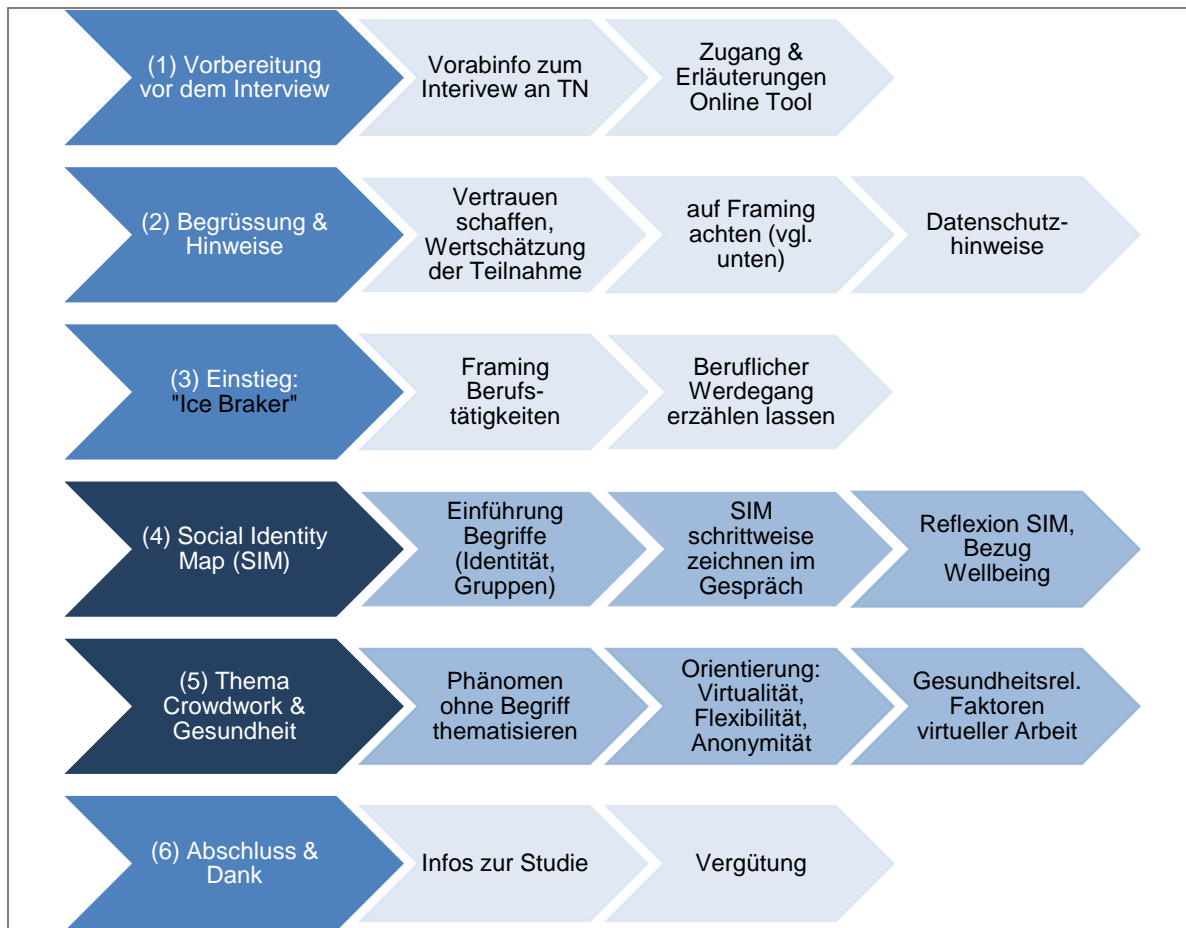 (1) Vorbereitung
vor dem Interview
Vorabinfo zum
Interivew an TN
Zugang &
Erläuterungen
Online Tool
(2) Begrüssung &
Hinweise
Vertrauen
schaffen,
Wertschätzung
der Teilnahme
auf Framing
achten (vgl.
unten)
Datenschutz-
hinweise
(3) Einstieg:
"Ice Braker"
Framing
Berufs-
tätigkeiten
Beruflicher
Werdegang
erzählen lassen
(4) Social Identity
Map (SIM)
Einführung
Begriffe
(Identität,
Gruppen)
SIM
schrittweise
zeichnen im
Gespräch
Reflexion SIM,
Bezug
Wellbeing
(5) Thema
Crowdwork &
Gesundheit
Phänomen
ohne Begriff
thematisieren
Orientierung:
Virtualität,
Flexibilität,
Anonymität
Gesundheitsrel.
Faktoren
virtueller Arbeit
(6) Abschluss &
Dank
Infos zur Studie
Vergütung